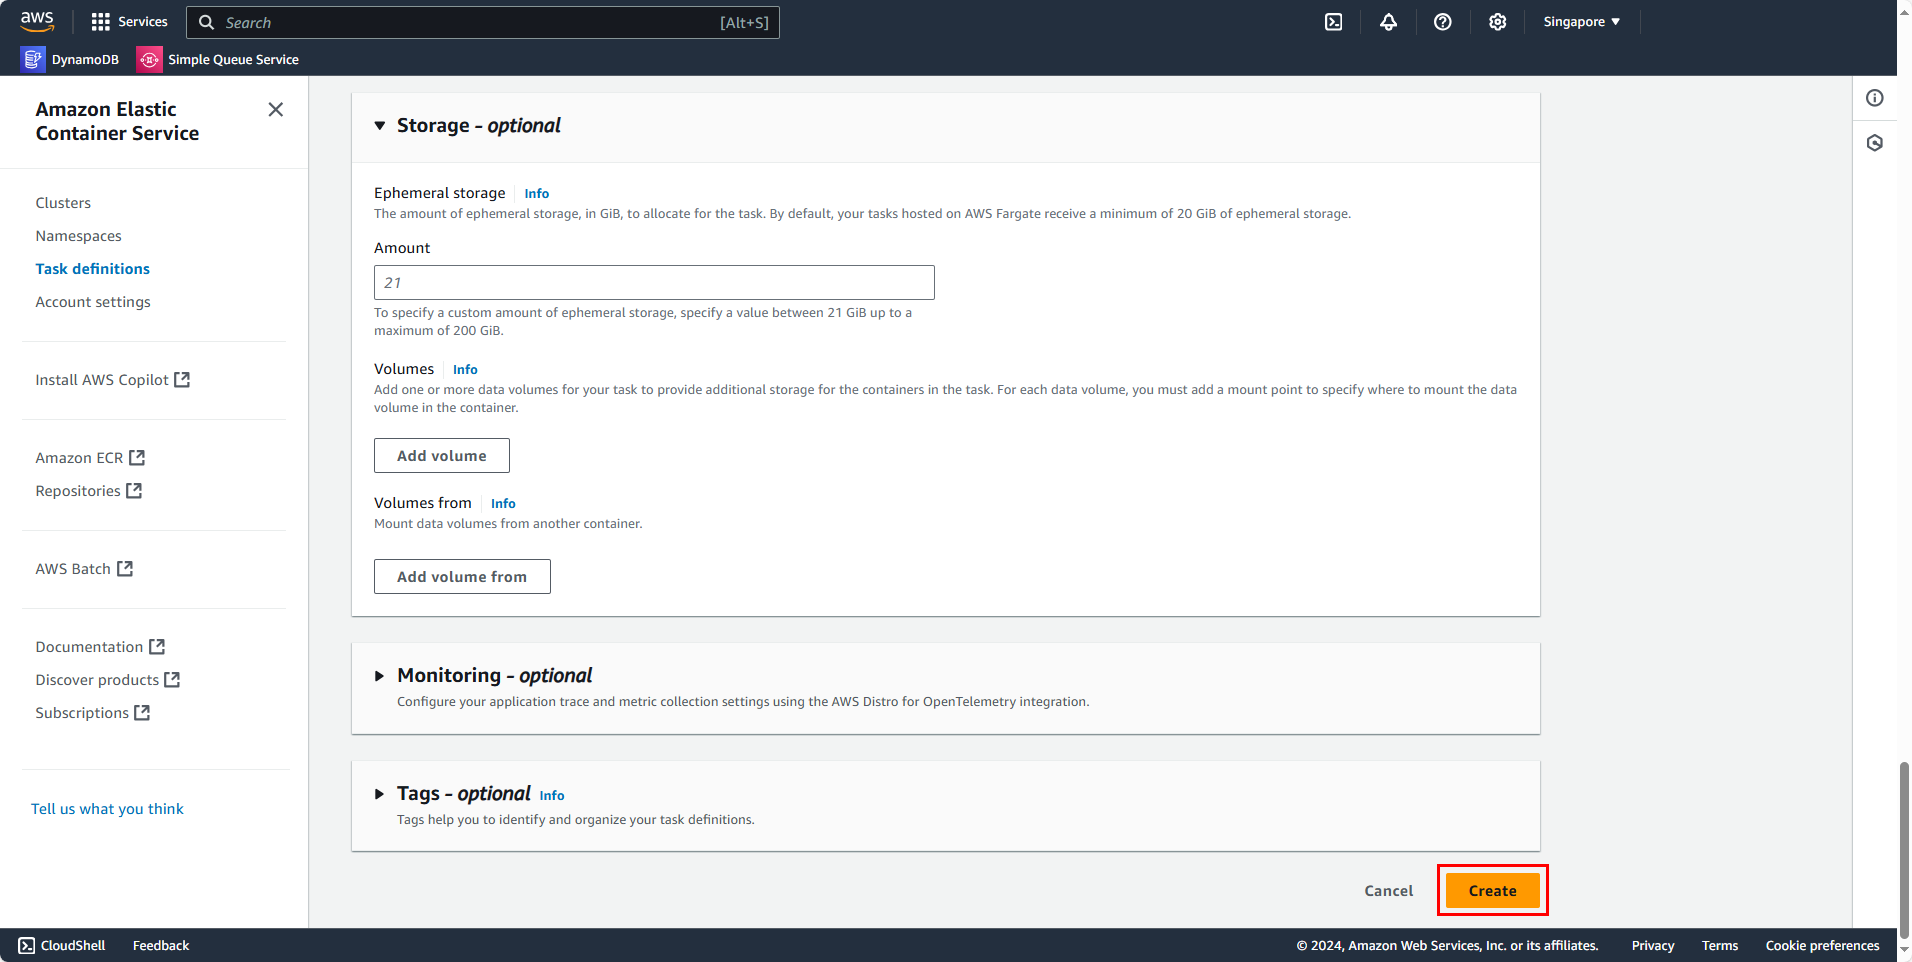 aws
Services
Search
[Alt+S]
Singapore
DynamoDB
Simple Queue Service
Amazon Elastic
Container Service
Clusters
Namespaces
Task definitions
Account settings
Install AWS Copilot
Amazon ECR
Repositories
AWS Batch
Documentation
Discover products
Subscriptions
Tell us what you think
Storage - optional
Ephemeral storage Info
The amount of ephemeral storage, in GiB, to allocate for the task. By default, your tasks hosted on AWS Fargate receive a minimum of 20 GiB of ephemeral storage.
Amount
21
To specify a custom amount of ephemeral storage, specify a value between 21 GiB up to a
maximum of 200 GiB.
Volumes Info
Add one or more data volumes for your task to provide additional storage for the containers in the task. For each data volume, you must add a mount point to specify where to mount the data
volume in the container.
Add volume
Volumes from Info
Mount data volumes from another container.
Add volume from
Monitoring - optional
Configure your application trace and metric collection settings using the AWS Distro for OpenTelemetry integration.
Tags - optional Info
Tags help you to identify and organize your task definitions.
Cancel
Create
CloudShell
Feedback
© 2024, Amazon Web Services, Inc. or its affiliates.
Privacy
Terms
Cookie preferences